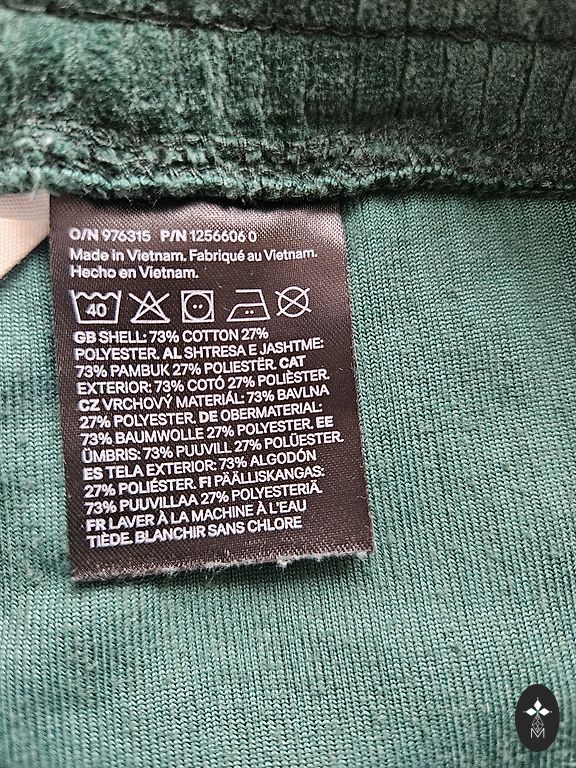 O/N 976315 P/N 1256606 0
Made in Vietnam. Fabriqué au Vietnam.
Hecho en Vietnam.
40
GB SHELL: 73% COTTON 27%
POLYESTER. AL SHTRESA E JASHTME:
73% PAMBUK 27% POLIESTËR. CAT
EXTERIOR: 73% COTÓ 27% POLIÈSTER.
CZ VRCHOVÝ MATERIÁL: 73% BAVLNA
27% POLYESTER. DE OBERMATERIAL:
73% BAUMWOLLE 27% POLYESTER. EE
ÜMBRIS: 73% PUUVILL 27% POLÜESTER.
ES TELA EXTERIOR: 73% ALGODÓN
27% POLIÉSTER. FI PÄÄLLISKANGAS:
73% PUUVILLAA 27% POLYESTERIÄ.
FR LAVER À LA MACHINE À L'EAU
TIÈDE. BLANCHIR SANS CHLORE
M